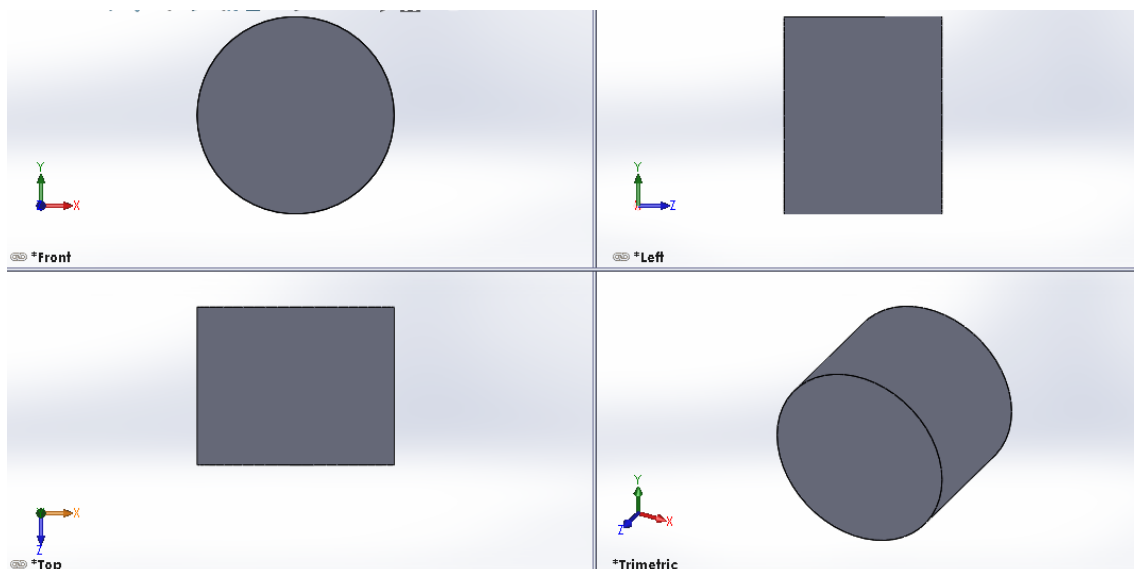 Y
X
*Front
Y
X Z
*Left
Y X
Z
*Top
Y
Z X
*Trimetric